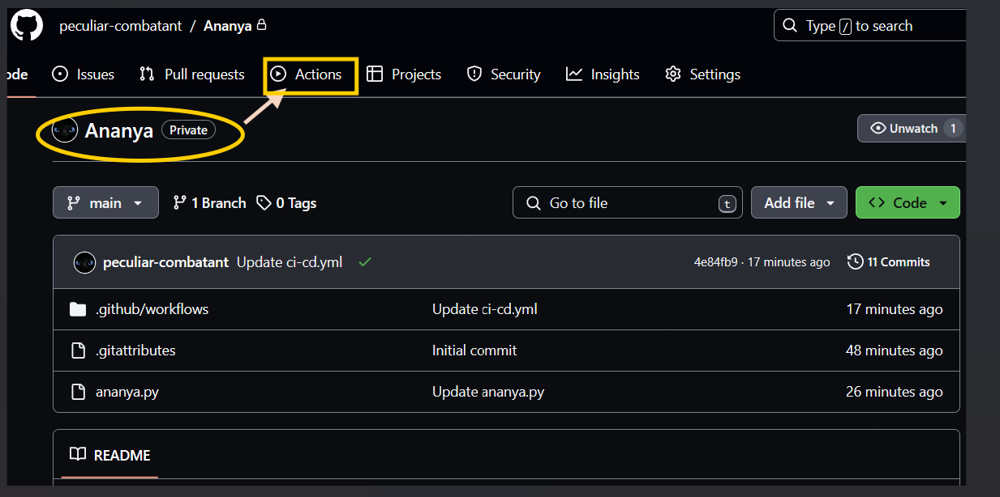 peculiar-combatant / Ananya Type / to search
ode Issues Pull requests Actions Projects Security Insights Settings
Ananya Private Unwatch 1
main 1 Branch 0 Tags Go to file t Add file Code
peculiar-combatant Update ci-cd.yml 4e84fb9 · 17 minutes ago 11 Commits
.github/workflows Update ci-cd.yml 17 minutes ago
.gitattributes Initial commit 48 minutes ago
ananya.py Update ananya.py 26 minutes ago
README